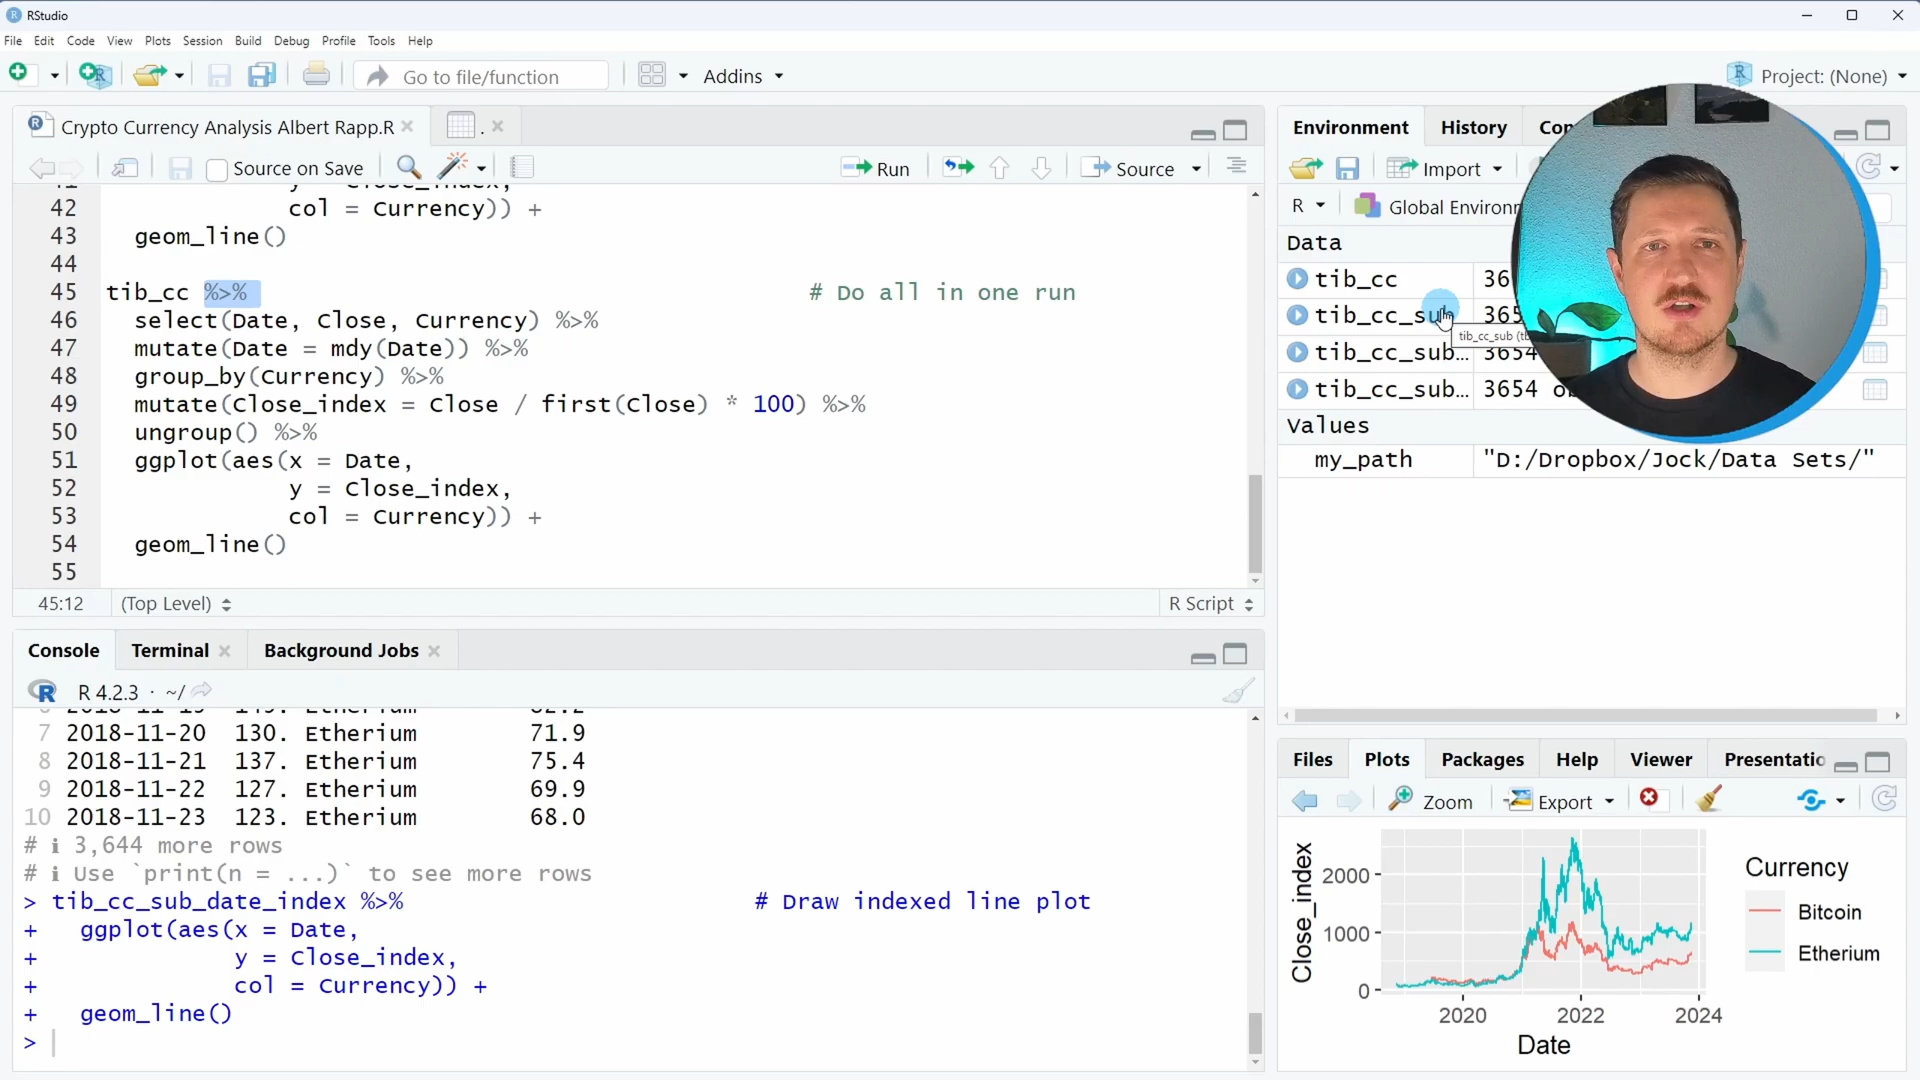 RStudio
File Edit Code View Plots Session Build Debug Profile Tools Help
Go to file/function Addins Project: (None)
Crypto Currency Analysis Albert Rapp.R .
Source on Save Run Source
42 col = Currency)) +
43 geom_line()
44
45 tib_cc %>% # Do all in one run
46 select(Date, Close, Currency) %>%
47 mutate(Date = mdy(Date)) %>%
48 group_by(Currency) %>%
49 mutate(Close_index = Close / first(Close) * 100) %>%
50 ungroup() %>%
51 ggplot(aes(x = Date,
52 y = Close_index,
53 col = Currency)) +
54 geom_line()
55
45:12 (Top Level) R Script
Console Terminal Background Jobs
R 4.2.3 · ~/
7 2018-11-20 130. Etherium 71.9
8 2018-11-21 137. Etherium 75.4
9 2018-11-22 127. Etherium 69.9
10 2018-11-23 123. Etherium 68.0
# ℹ 3,644 more rows
# ℹ Use `print(n = ...)` to see more rows
> tib_cc_sub_date_index %>% # Draw indexed line plot
+ ggplot(aes(x = Date,
+ y = Close_index,
+ col = Currency)) +
+ geom_line()
>
Environment History
Import
R Global Environ
Data
tib_cc
tib_cc_sub
tib_cc_sub
tib_cc_sub… 3654
tib_cc_sub… 3654
Values
my_path "D:/Dropbox/Jock/Data Sets/"
Files Plots Packages Help Viewer Presentatio
Zoom Export
Close_index
2000
1000
0
2020 2022 2024
Date
Currency
Bitcoin
Etherium